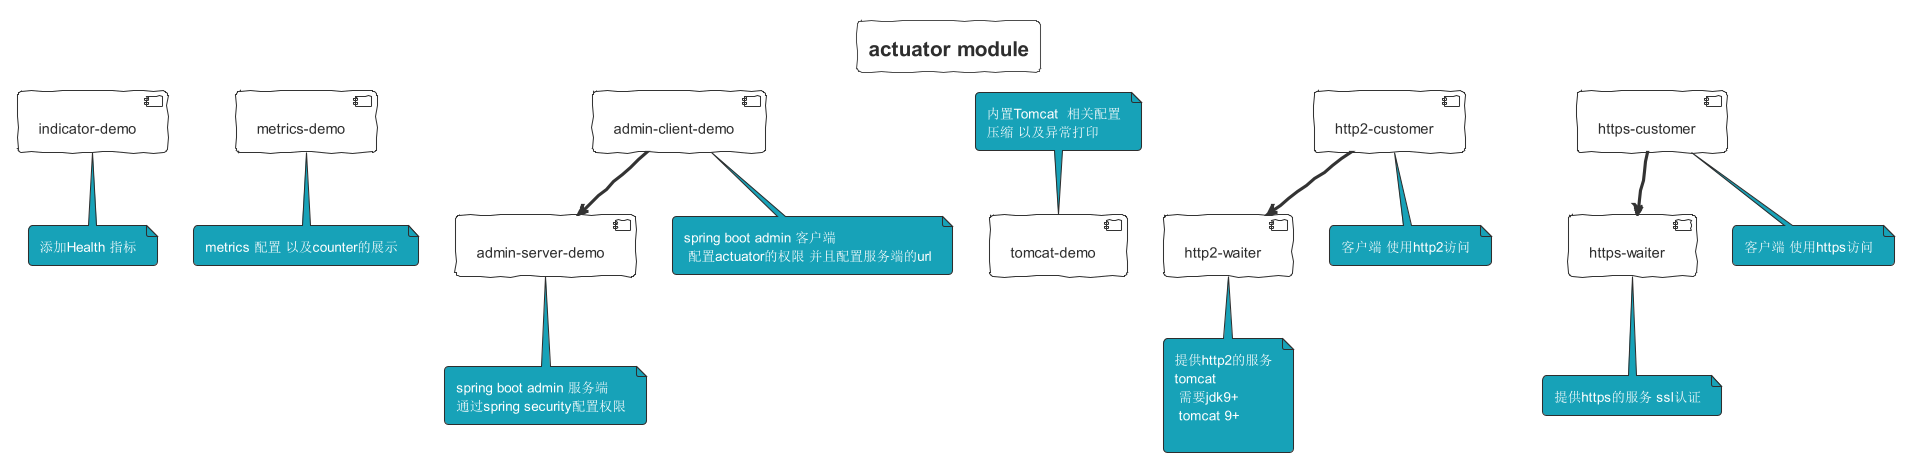 actuator module
indicator-demo
添加Health 指标
metrics-demo
metrics 配置 以及counter的展示
admin-client-demo
spring boot admin 客户端
配置actuator的权限 并且配置服务端的url
admin-server-demo
spring boot admin 服务端
通过spring security配置权限
内置Tomcat  相关配置
压缩 以及异常打印
tomcat-demo
http2-customer
客户端 使用http2访问
http2-waiter
提供http2的服务
tomcat
需要jdk9+
tomcat 9+
https-customer
客户端 使用https访问
https-waiter
提供https的服务 ssl认证